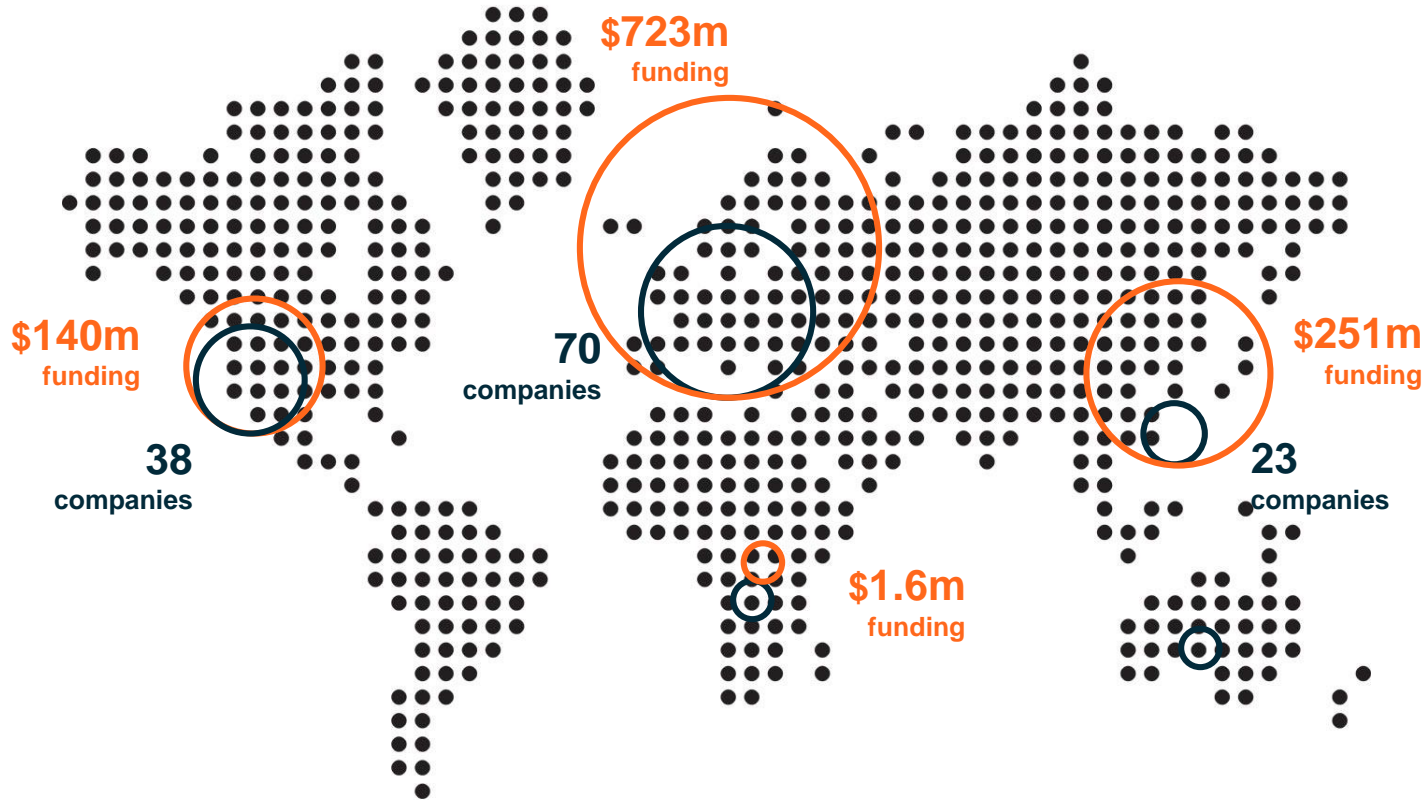 $723m
funding
$140m
funding
38
companies
70
companies
$251m
funding
23
companies
$1.6m
funding